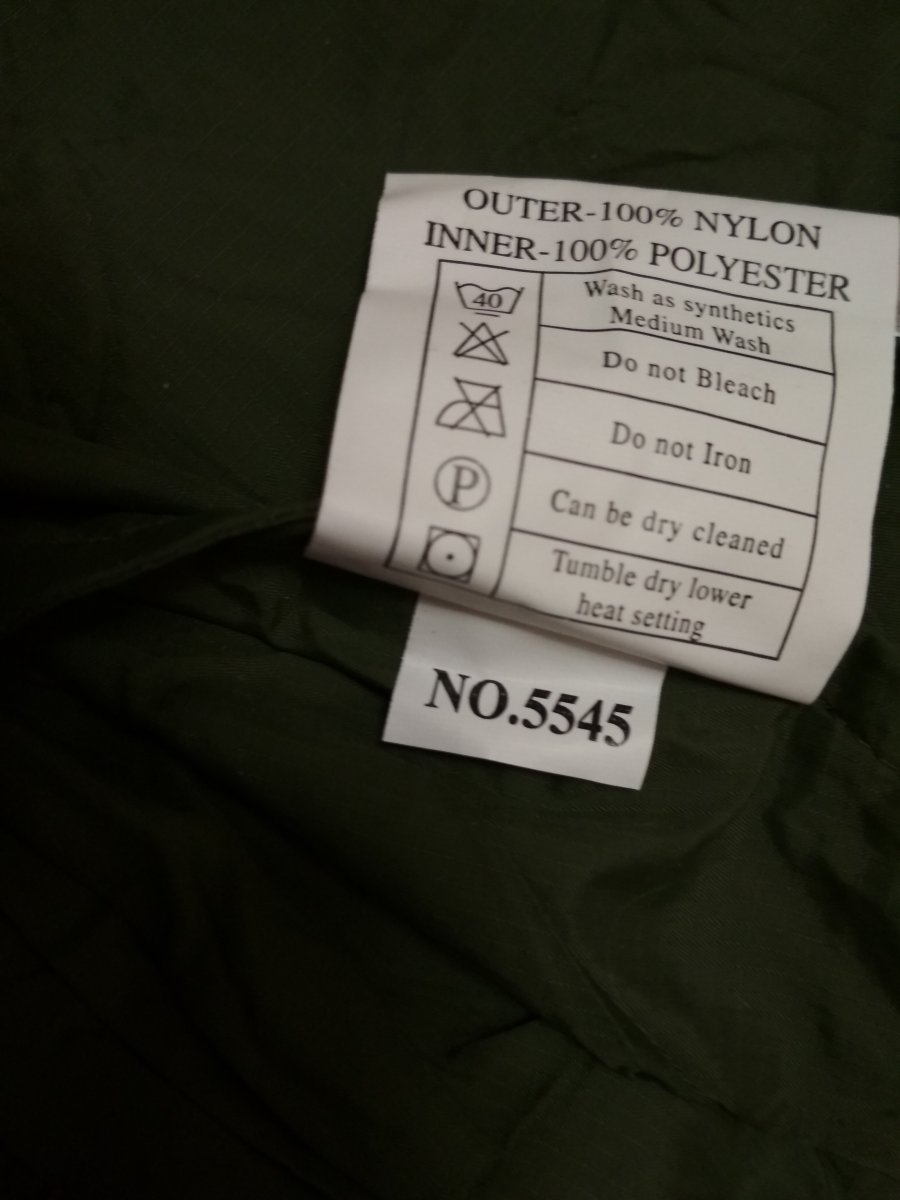 OUTER-100% NYLON
INNER-100% POLYESTER
40
Wash as synthetics
Medium Wash
Do not Bleach
Do not Iron
P
Can be dry cleaned
Tumble dry lower
heat setting
NO.5545